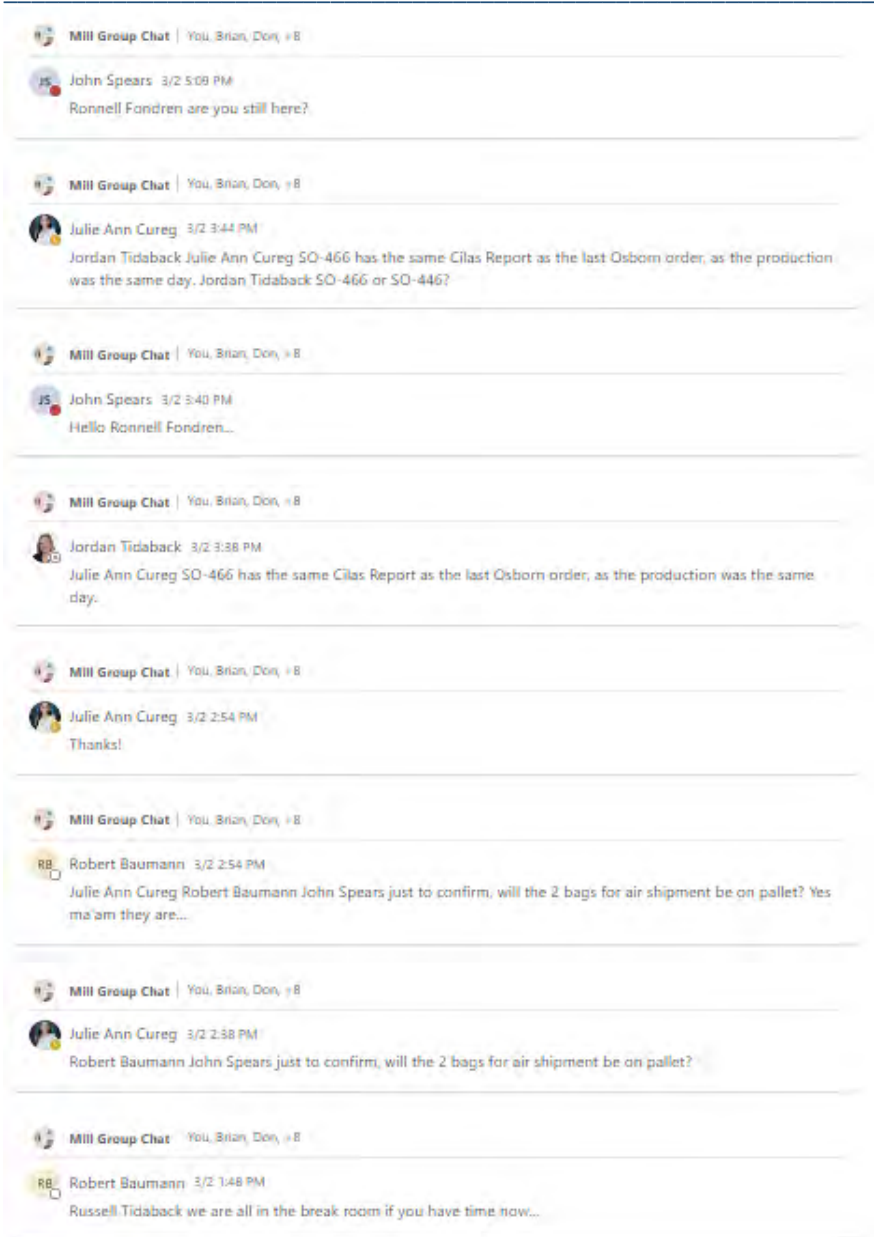 Mill Group Chat | You, Brian, Don, +8
JS John Spears 3/2 5:09 PM
Ronnell Fondren are you still here?
Mill Group Chat | You, Brian, Don, +8
Julie Ann Cureg 3/2 3:44 PM
Jordan Tidaback Julie Ann Cureg SO-466 has the same Cilas Report as the last Osborn order, as the production
was the same day. Jordan Tidaback SO-466 or SO-446?
Mill Group Chat | You, Brian, Don, +8
JS John Spears 3/2 3:40 PM
Hello Ronnell Fondren...
Mill Group Chat | You, Brian, Don, +8
Jordan Tidaback 3/2 3:38 PM
Julie Ann Cureg SO-466 has the same Cilas Report as the last Osborn order, as the production was the same
day.
Mill Group Chat | You, Brian, Don, +8
Julie Ann Cureg 3/2 2:54 PM
Thanks!
Mill Group Chat | You, Brian, Don, +8
RB Robert Baumann 3/2 2:54 PM
Julie Ann Cureg Robert Baumann John Spears just to confirm, will the 2 bags for air shipment be on pallet? Yes
ma'am they are...
Mill Group Chat | You, Brian, Don, +8
Julie Ann Cureg 3/2 2:38 PM
Robert Baumann John Spears just to confirm, will the 2 bags for air shipment be on pallet?
Mill Group Chat You, Brian, Don, +8
RB Robert Baumann 3/2 1:48 PM
Russell Tidaback we are all in the break room if you have time now...